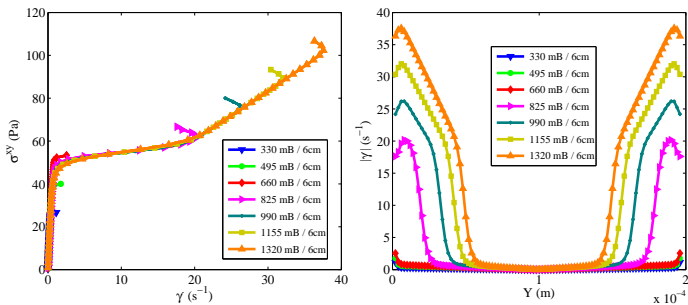 120
100
80
60
40
20
0
σxy (Pa)
0
10
20
30
40
γ̇ (s−1)
330 mB / 6cm
495 mB / 6cm
660 mB / 6cm
825 mB / 6cm
990 mB / 6cm
1155 mB / 6cm
1320 mB / 6cm
40
35
30
25
20
15
10
5
0
|γ̇| (s−1)
0
1
2
x 10−4
Y (m)
330 mB / 6cm
495 mB / 6cm
660 mB / 6cm
825 mB / 6cm
990 mB / 6cm
1155 mB / 6cm
1320 mB / 6cm